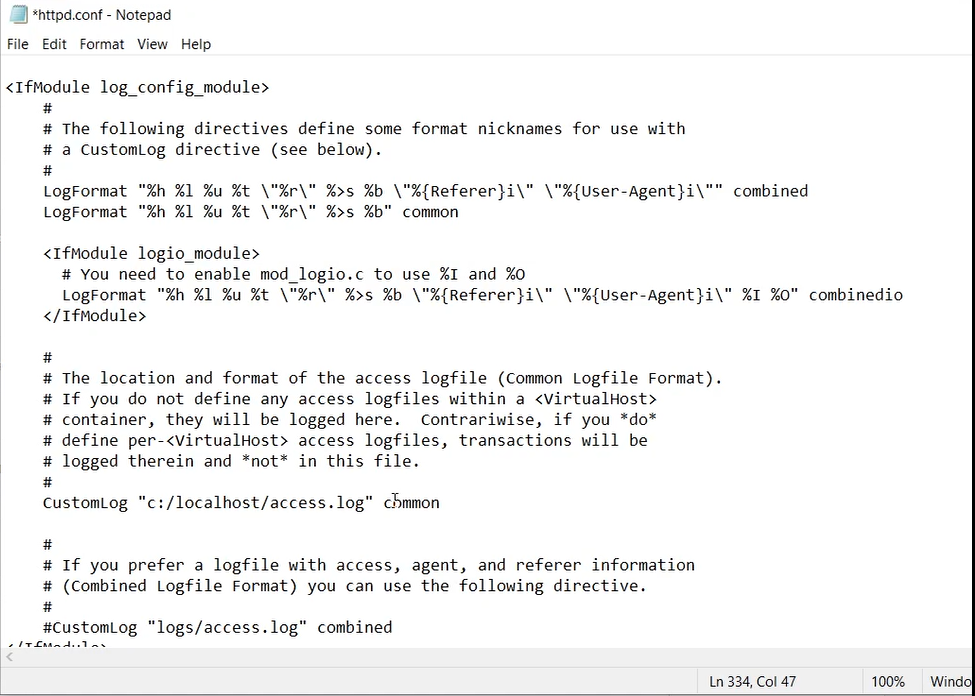 *httpd.conf - Notepad
File Edit Format View Help
<IfModule log_config_module>
#
# The following directives define some format nicknames for use with
# a CustomLog directive (see below).
#
LogFormat "%h %l %u %t \"%r\" %>s %b \"%{Referer}i\" \"%{User-Agent}i\"" combined
LogFormat "%h %l %u %t \"%r\" %>s %b" common
<IfModule logio_module>
# You need to enable mod_logio.c to use %I and %O
LogFormat "%h %l %u %t \"%r\" %>s %b \"%{Referer}i\" \"%{User-Agent}i\" %I %O" combinedio
</IfModule>
#
# The location and format of the access logfile (Common Logfile Format).
# If you do not define any access logfiles within a <VirtualHost>
# container, they will be logged here.  Contrariwise, if you *do*
# define per-<VirtualHost> access logfiles, transactions will be
# logged therein and *not* in this file.
#
CustomLog "c:/localhost/access.log" common
#
# If you prefer a logfile with access, agent, and referer information
# (Combined Logfile Format) you can use the following directive.
#
#CustomLog "logs/access.log" combined
</IfModule>
Ln 334, Col 47 100% Windo